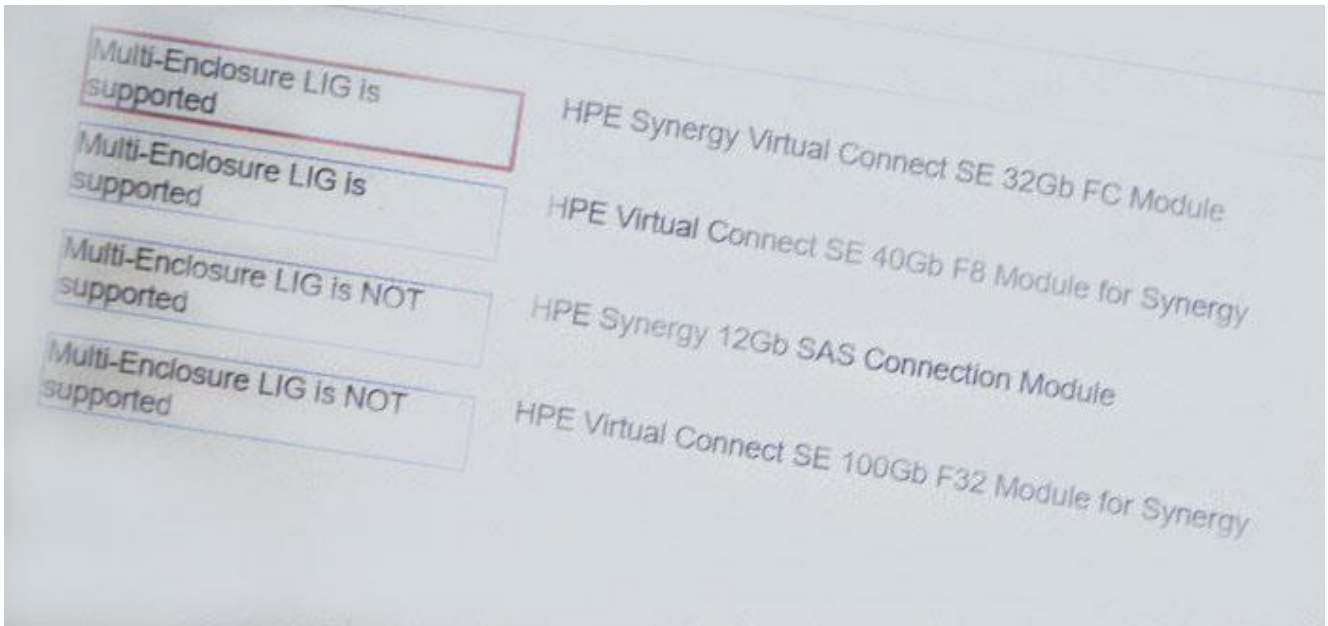 Multi-Enclosure LIG is
supported
HPE Synergy Virtual Connect SE 32Gb FC Module
Multi-Enclosure LIG is
supported
HPE Virtual Connect SE 40Gb F8 Module for Synergy
Multi-Enclosure LIG is NOT
supported
HPE Synergy 12Gb SAS Connection Module
Multi-Enclosure LIG is NOT
supported
HPE Virtual Connect SE 100Gb F32 Module for Synergy